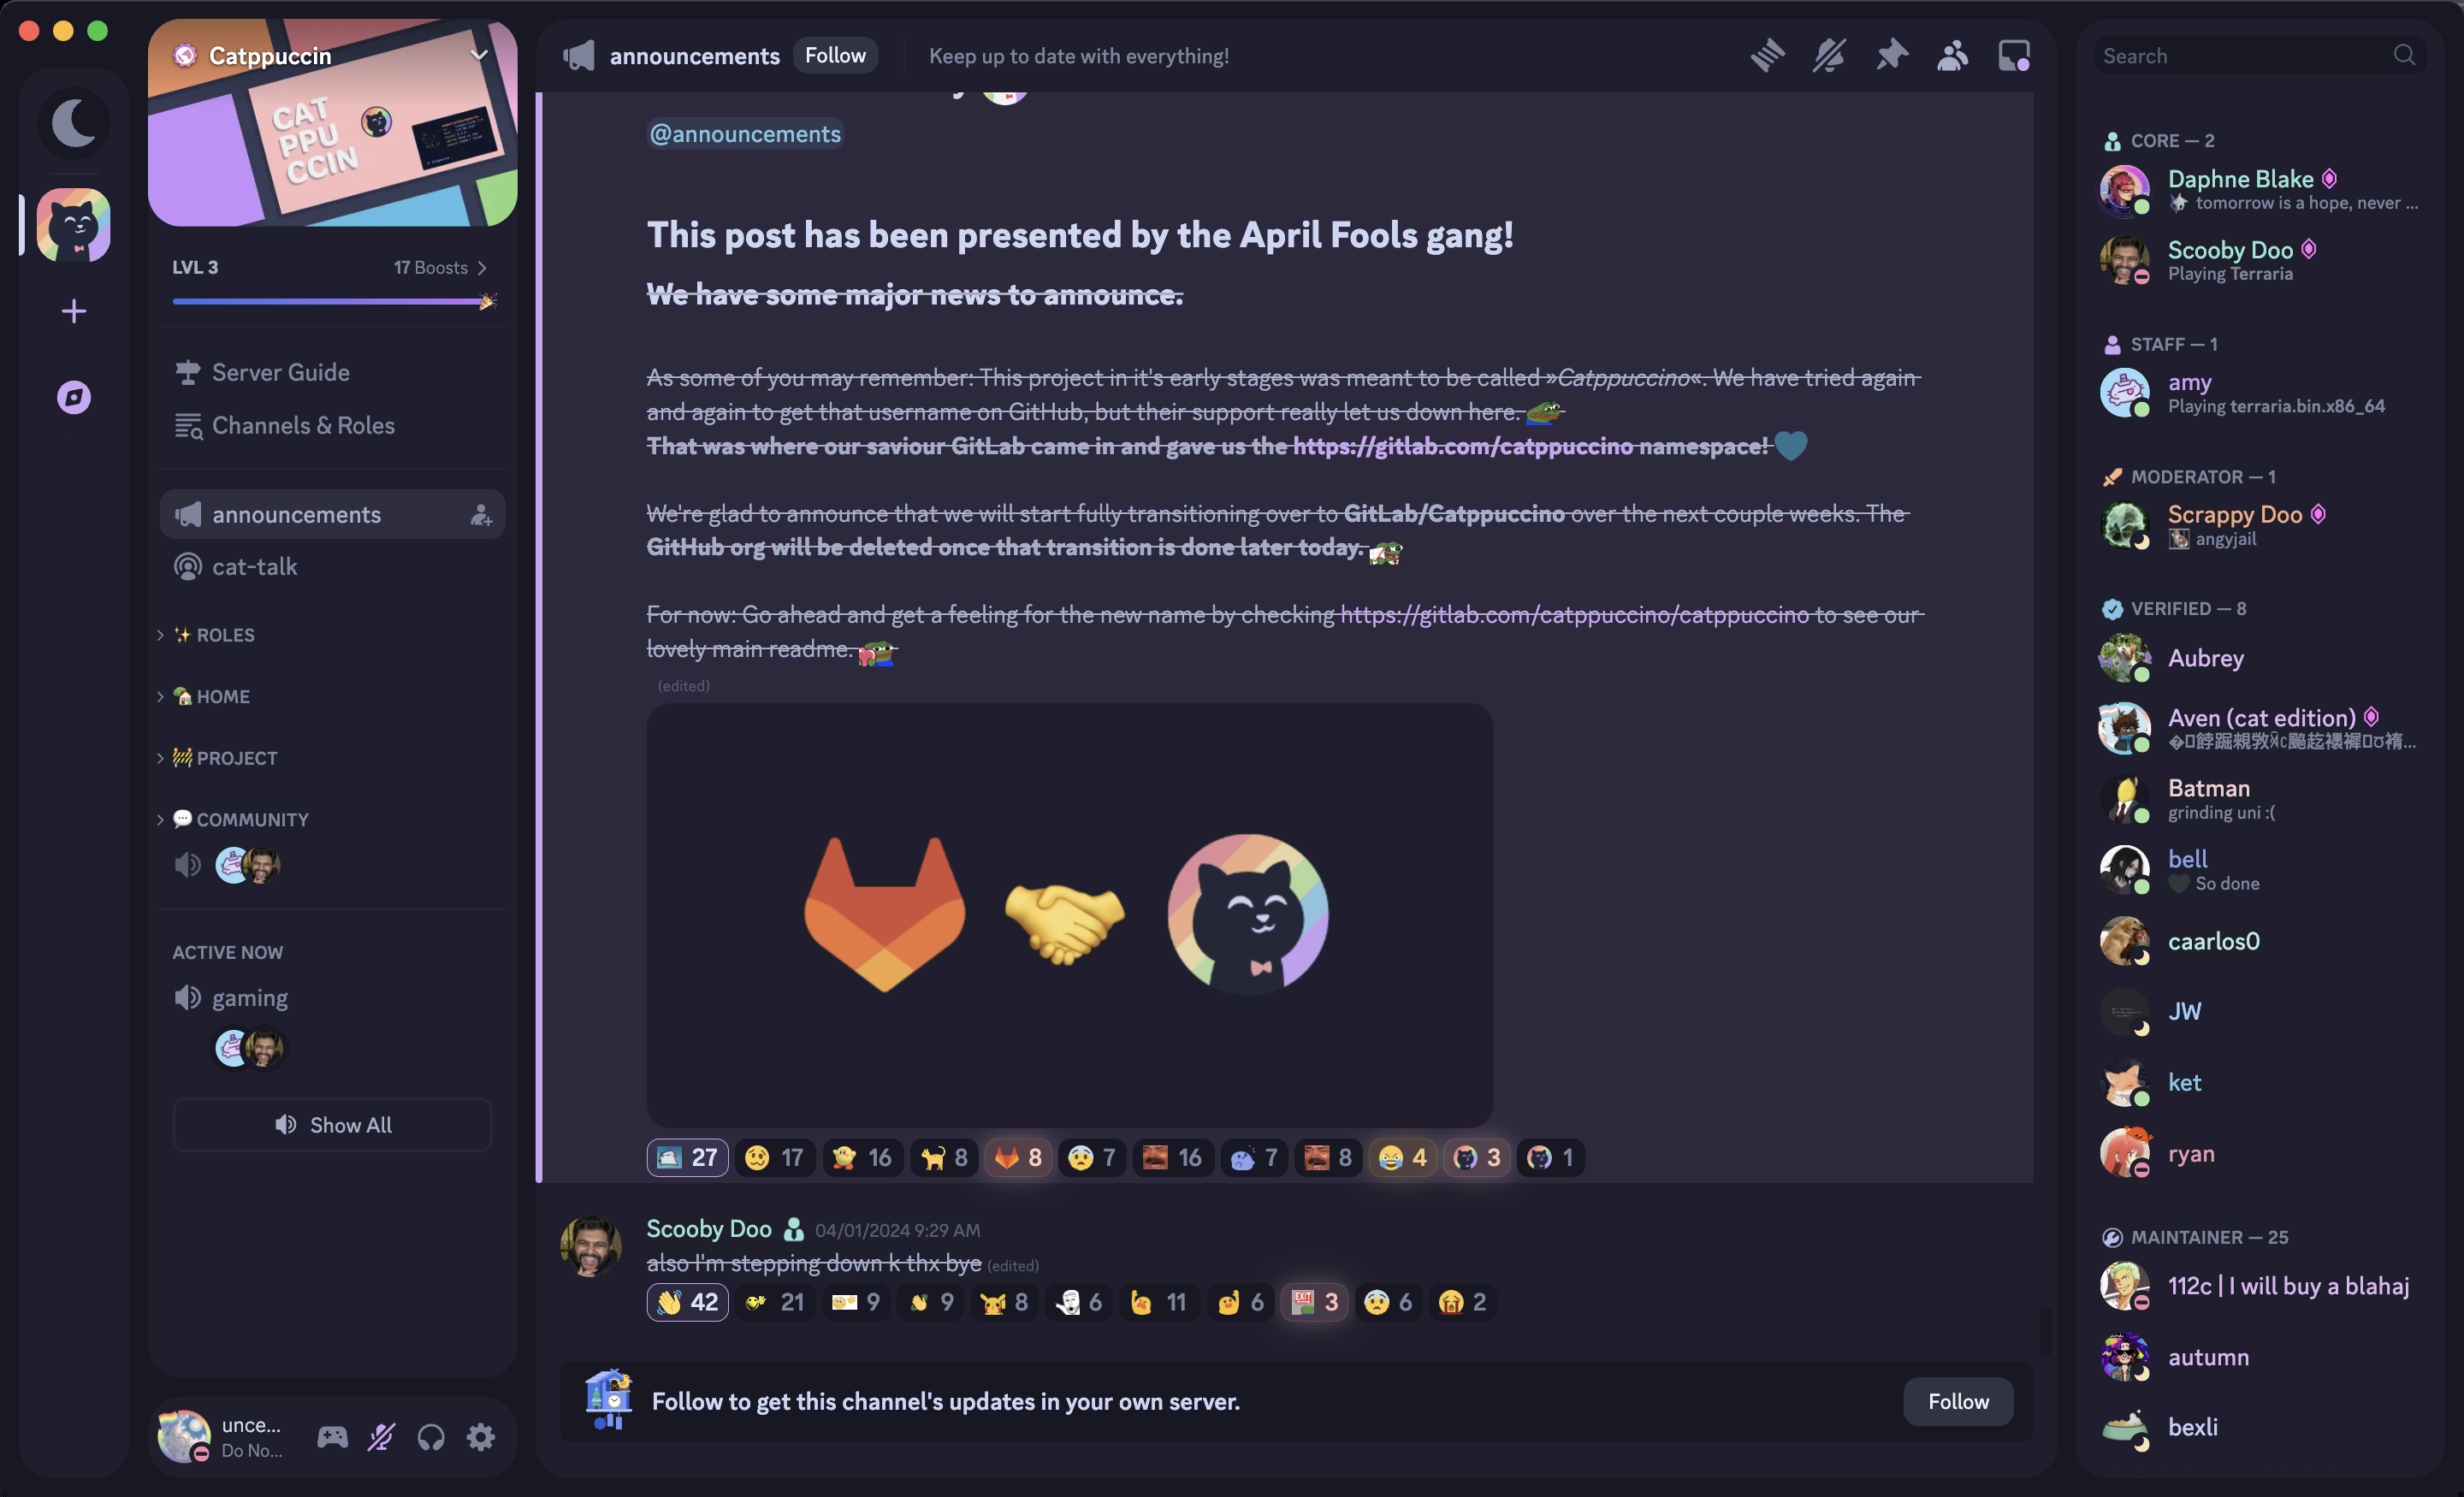 Catppuccin
CAT
PPU
CCIN
LVL 3
17 Boosts
Server Guide
Channels & Roles
announcements
cat-talk
ROLES
HOME
PROJECT
COMMUNITY
ACTIVE NOW
gaming
Show All
unce...
Do No...
announcements
Follow
Keep up to date with everything!
@announcements
This post has been presented by the April Fools gang!
We have some major news to announce.
As some of you may remember: This project in it's early stages was meant to be called »Catppuccino«. We have tried again
and again to get that username on GitHub, but their support really let us down here.
That was where our saviour GitLab came in and gave us the https://gitlab.com/catppuccino namespace!
We're glad to announce that we will start fully transitioning over to GitLab/Catppuccino over the next couple weeks. The
GitHub org will be deleted once that transition is done later today.
For now: Go ahead and get a feeling for the new name by checking https://gitlab.com/catppuccino/catppuccino to see our
lovely main readme.
(edited)
27 17 16 8 8 7 16 7 8 4 3 1
Scooby Doo 04/01/2024 9:29 AM
also I'm stepping down k thx bye (edited)
42 21 9 9 8 6 11 6 EXIT 3 6 2
Follow to get this channel's updates in your own server.
Follow
Search
CORE — 2
Daphne Blake
tomorrow is a hope, never ...
Scooby Doo
Playing Terraria
STAFF — 1
amy
Playing terraria.bin.x86_64
MODERATOR — 1
Scrappy Doo
angyjail
VERIFIED — 8
Aubrey
Aven (cat edition)
Batman
grinding uni :(
bell
So done
caarlos0
JW
ket
ryan
MAINTAINER — 25
112c | I will buy a blahaj
autumn
bexli